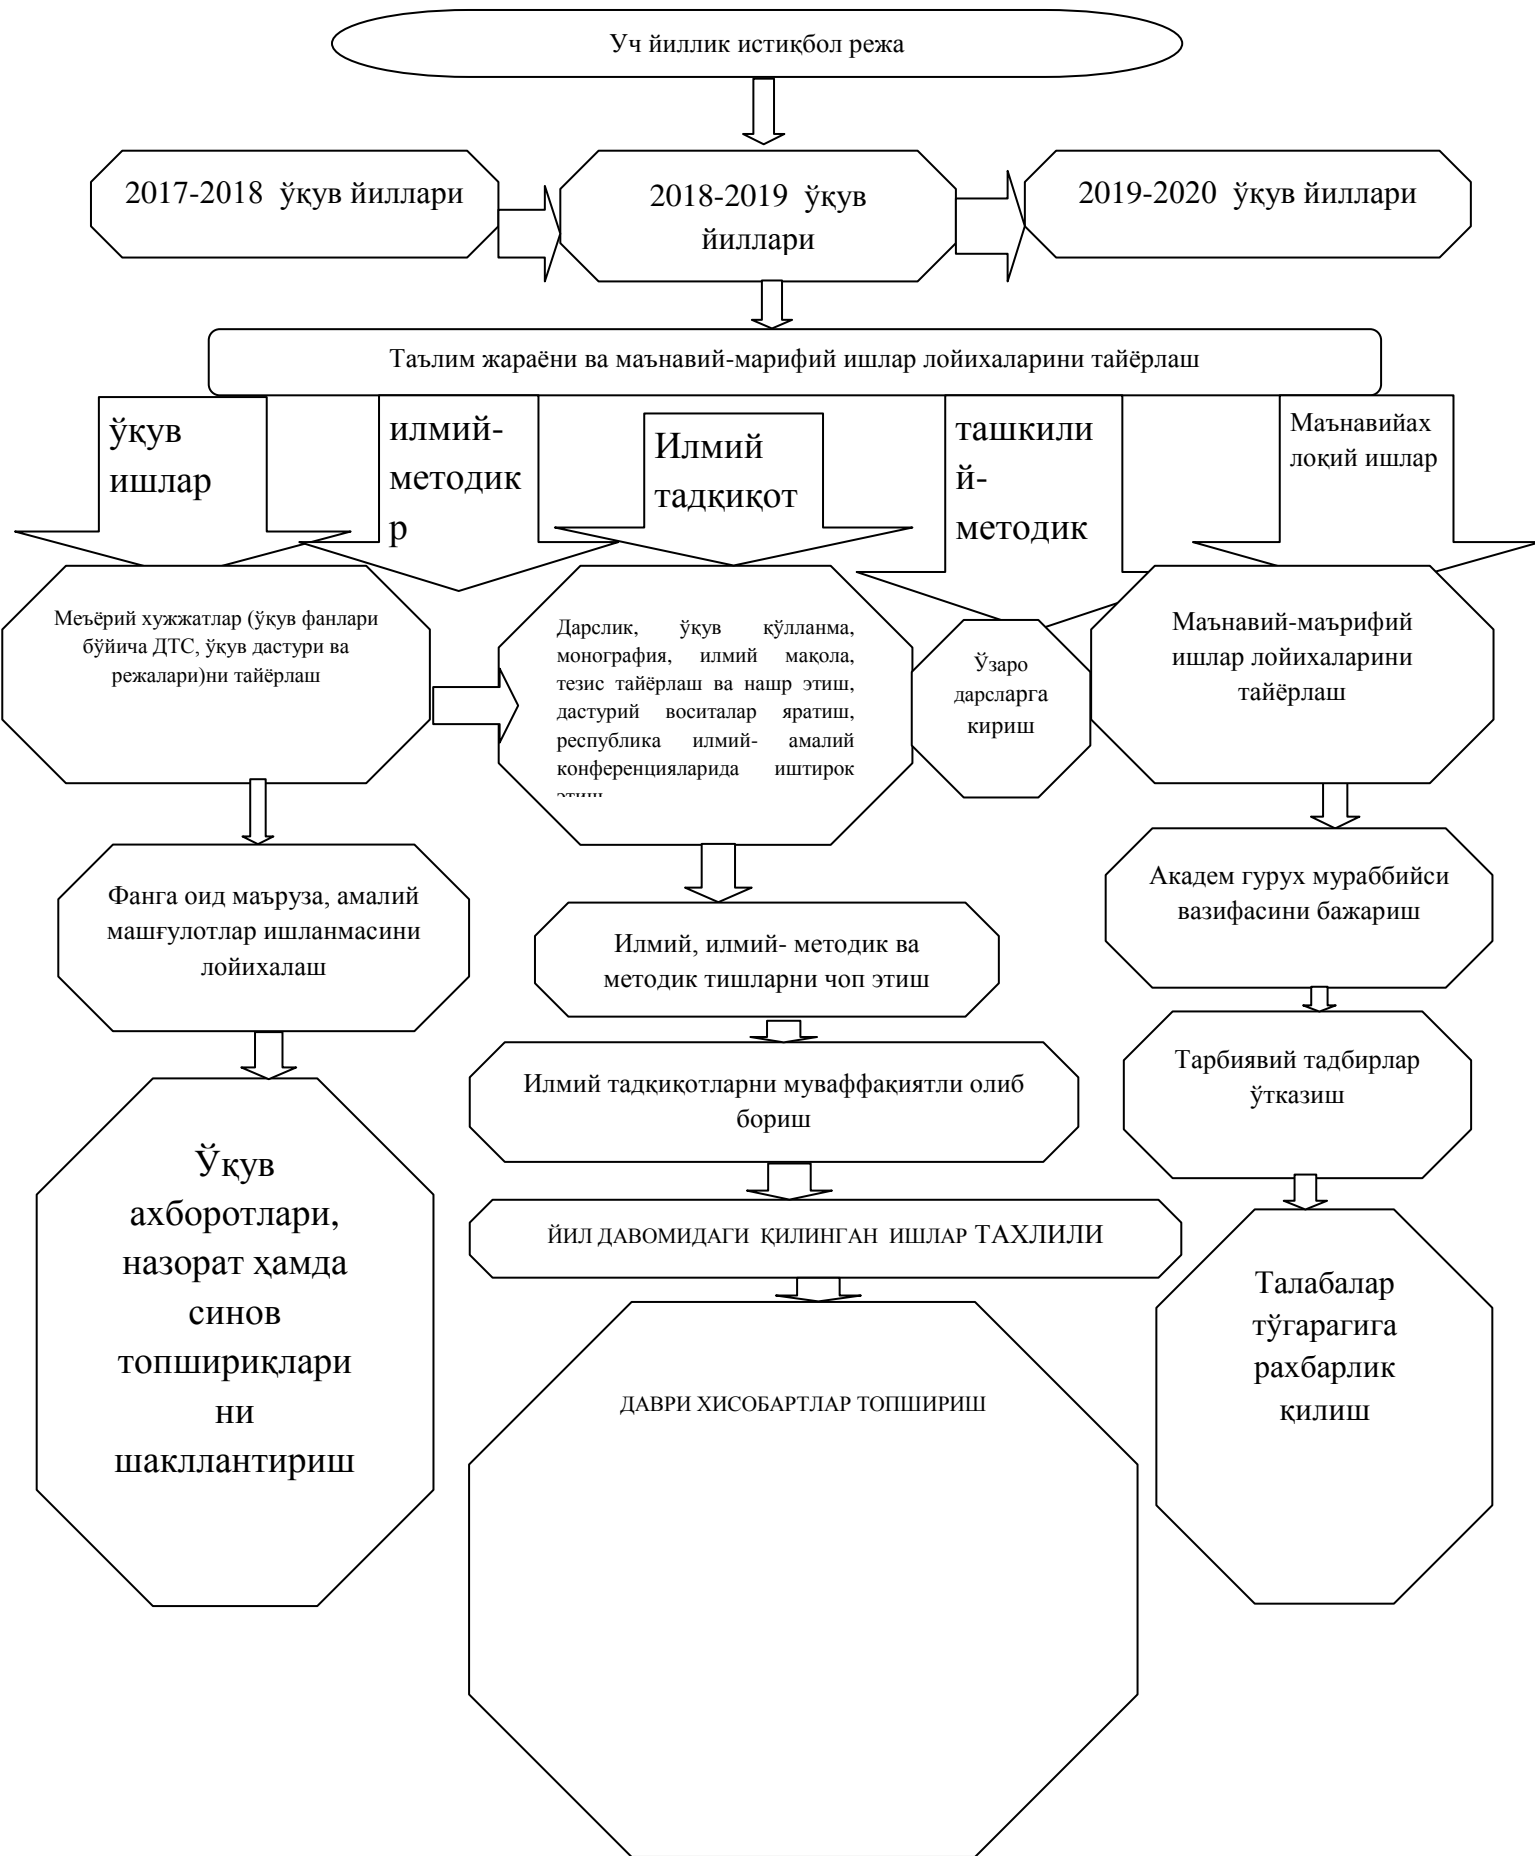 Уч йиллик истиқбол режа
2017-2018 ўқув йиллари
2018-2019 ўқув
йиллари
2019-2020 ўқув йиллари
Таълим жараёни ва маънавий-марифий ишлар лойихаларини тайёрлаш
ўқув
ишлар
илмий-
методик
р
Илмий
тадқиқот
ташкили
й-
методик
Маънавийах
лоқий ишлар
Меъёрий хужжатлар (ўқув фанлари
бўйича ДТС, ўқув дастури ва
режалари)ни тайёрлаш
Дарслик, ўқув қўлланма,
монография, илмий мақола,
тезис тайёрлаш ва нашр этиш,
дастурий воситалар яратиш,
республика илмий- амалий
конференцияларида иштирок
этиш
Ўзаро
дарсларга
кириш
Маънавий-маърифий
ишлар лойихаларини
тайёрлаш
Фанга оид маъруза, амалий
машғулотлар ишланмасини
лойихалаш
Илмий, илмий- методик ва
методик тишларни чоп этиш
Академ гурух мураббийси
вазифасини бажариш
Илмий тадқиқотларни муваффақиятли олиб
бориш
Тарбиявий тадбирлар
ўтказиш
Ўқув
ахборотлари,
назорат ҳамда
синов
топшириқлари
ни
шакллантириш
ЙИЛ ДАВОМИДАГИ ҚИЛИНГАН ИШЛАР ТАХЛИЛИ
Талабалар
тўгарагига
рахбарлик
қилиш
ДАВРИ ХИСОБАРТЛАР ТОПШИРИШ